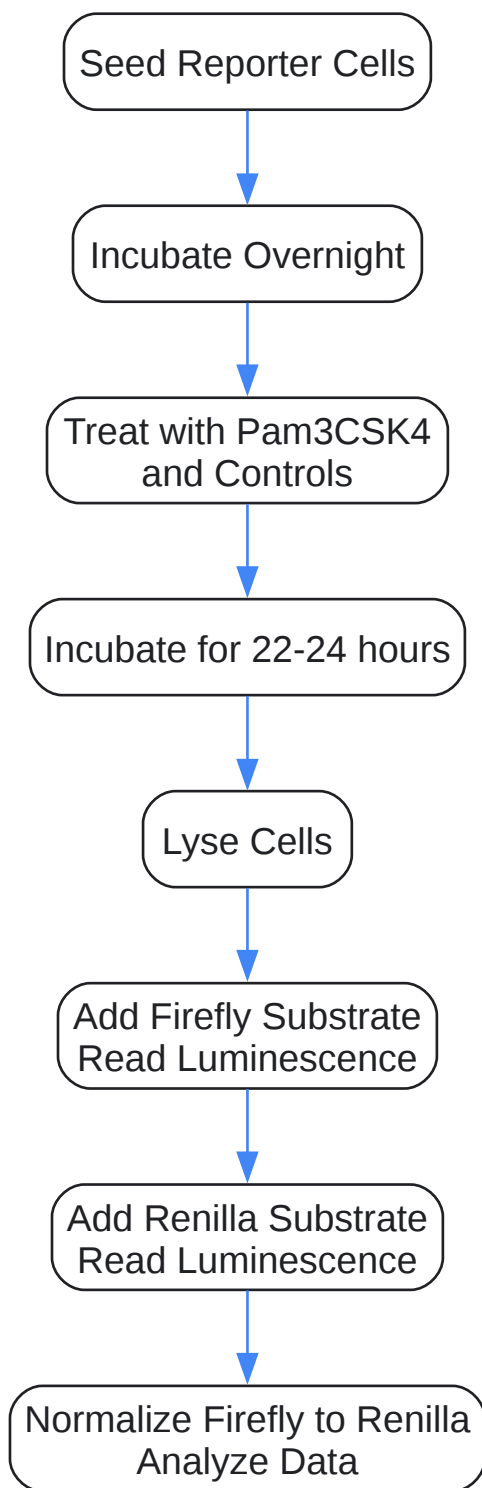 Seed Reporter Cells
Incubate Overnight
Treat with Pam3CSK4
and Controls
Incubate for 22-24 hours
Lyse Cells
Add Firefly Substrate
Read Luminescence
Add Renilla Substrate
Read Luminescence
Normalize Firefly to Renilla
Analyze Data